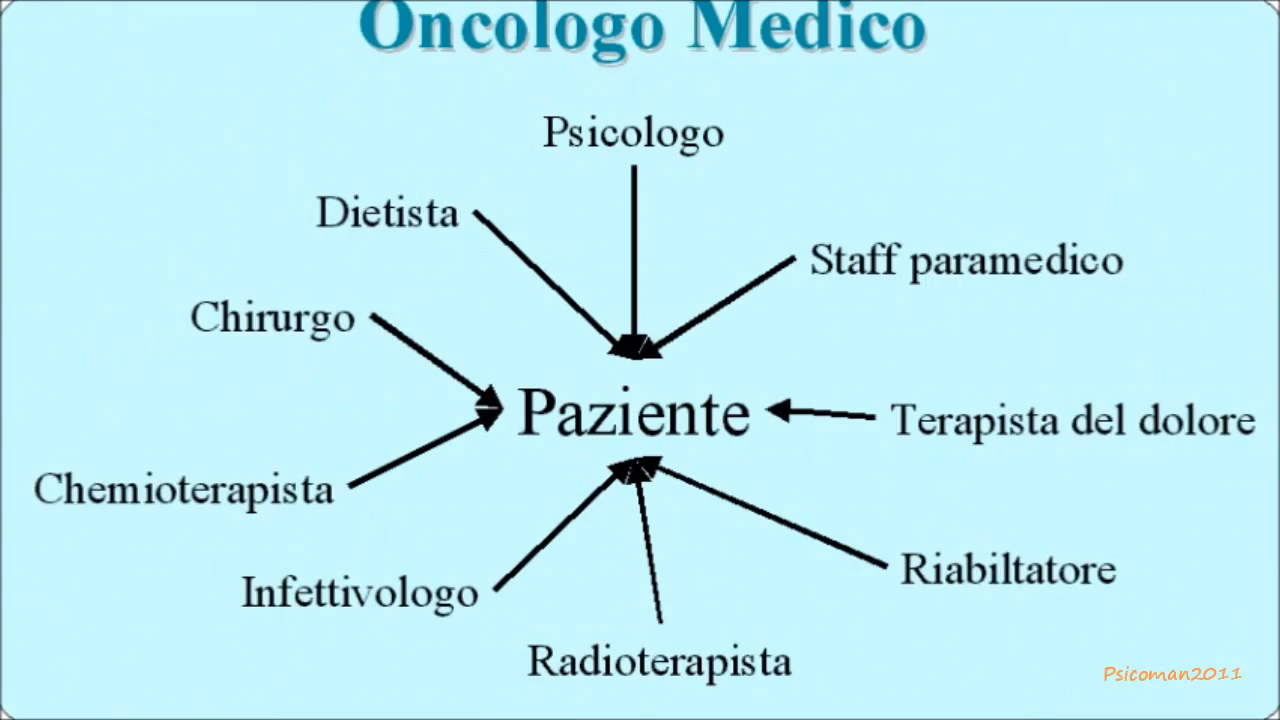 Oncologo Medico
Psicologo
Dietista
Staff paramedico
Chirurgo
Paziente
Terapista del dolore
Chemioterapista
Riabiltatore
Infettivologo
Radioterapista
Psicoman2011